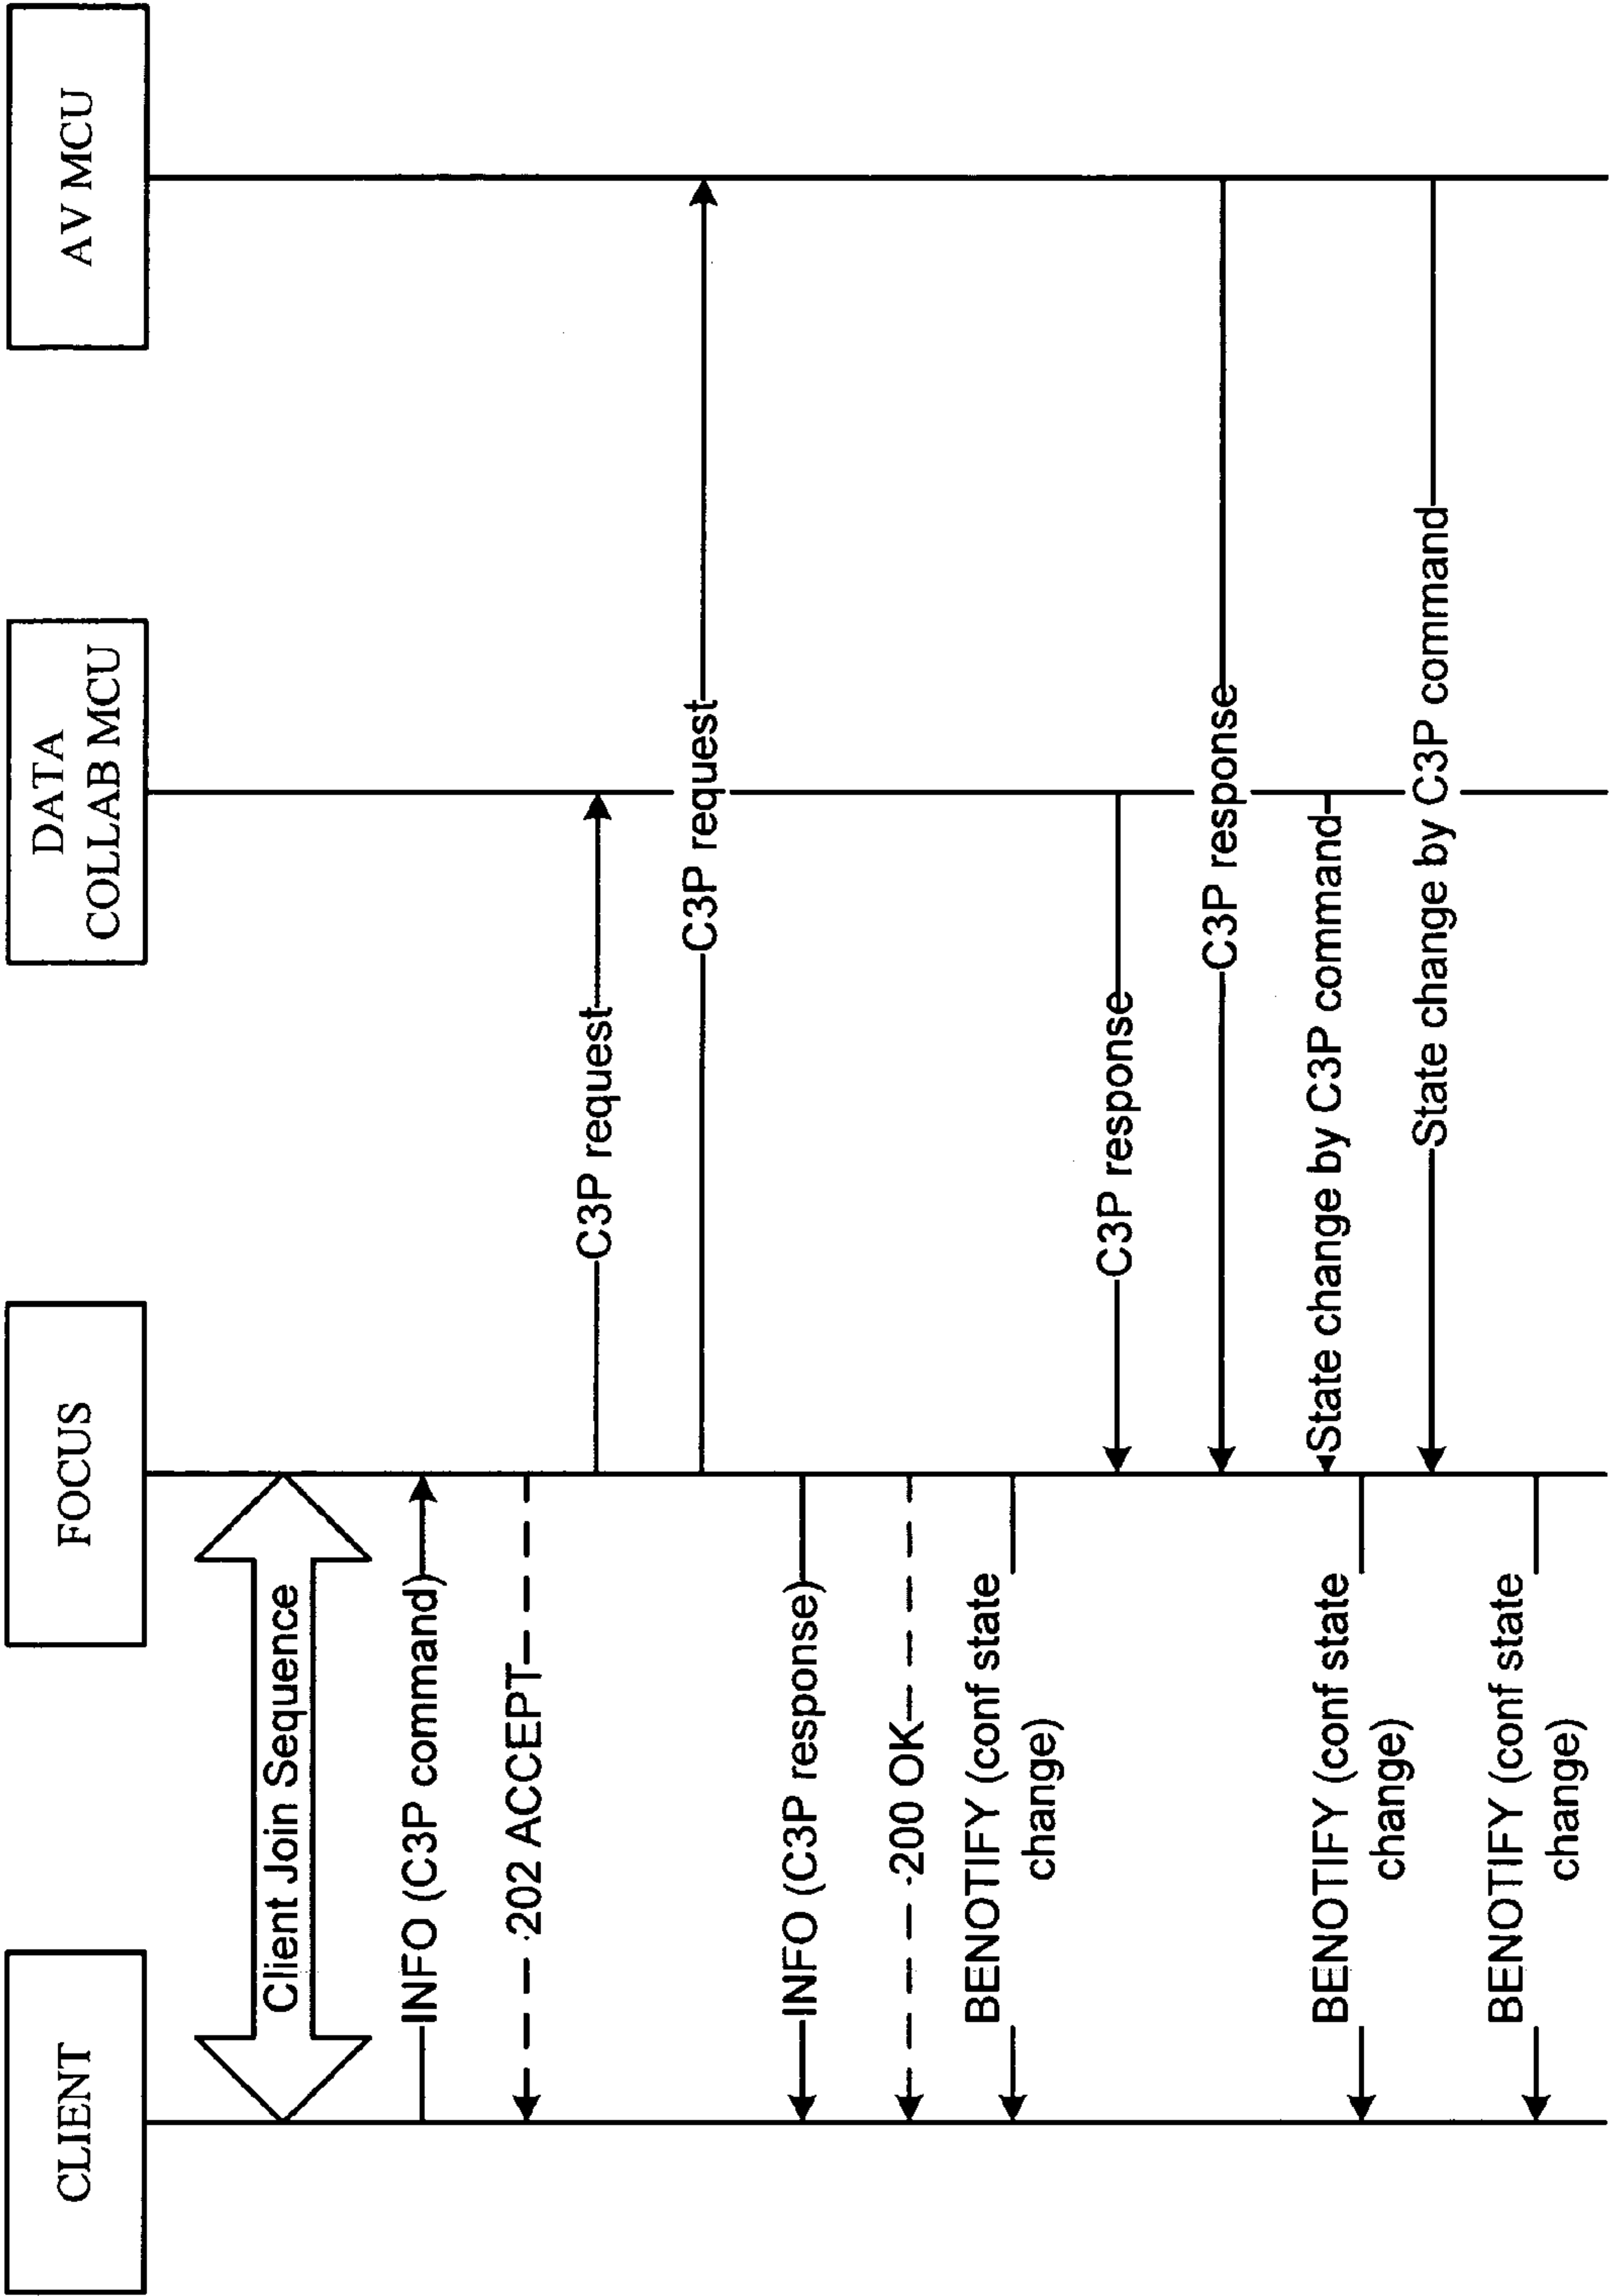 CLIENT
FOCUS
DATA
COLLAB MCU
AV MCU
Client Join Sequence
INFO (C3P command)
202 ACCEPT
C3P request
C3P request
INFO (C3P response)
200 OK
BENOTIFY (conf state
change)
C3P response
C3P response
State change by C3P command
BENOTIFY (conf state
change)
State change by C3P command
BENOTIFY (conf state
change)